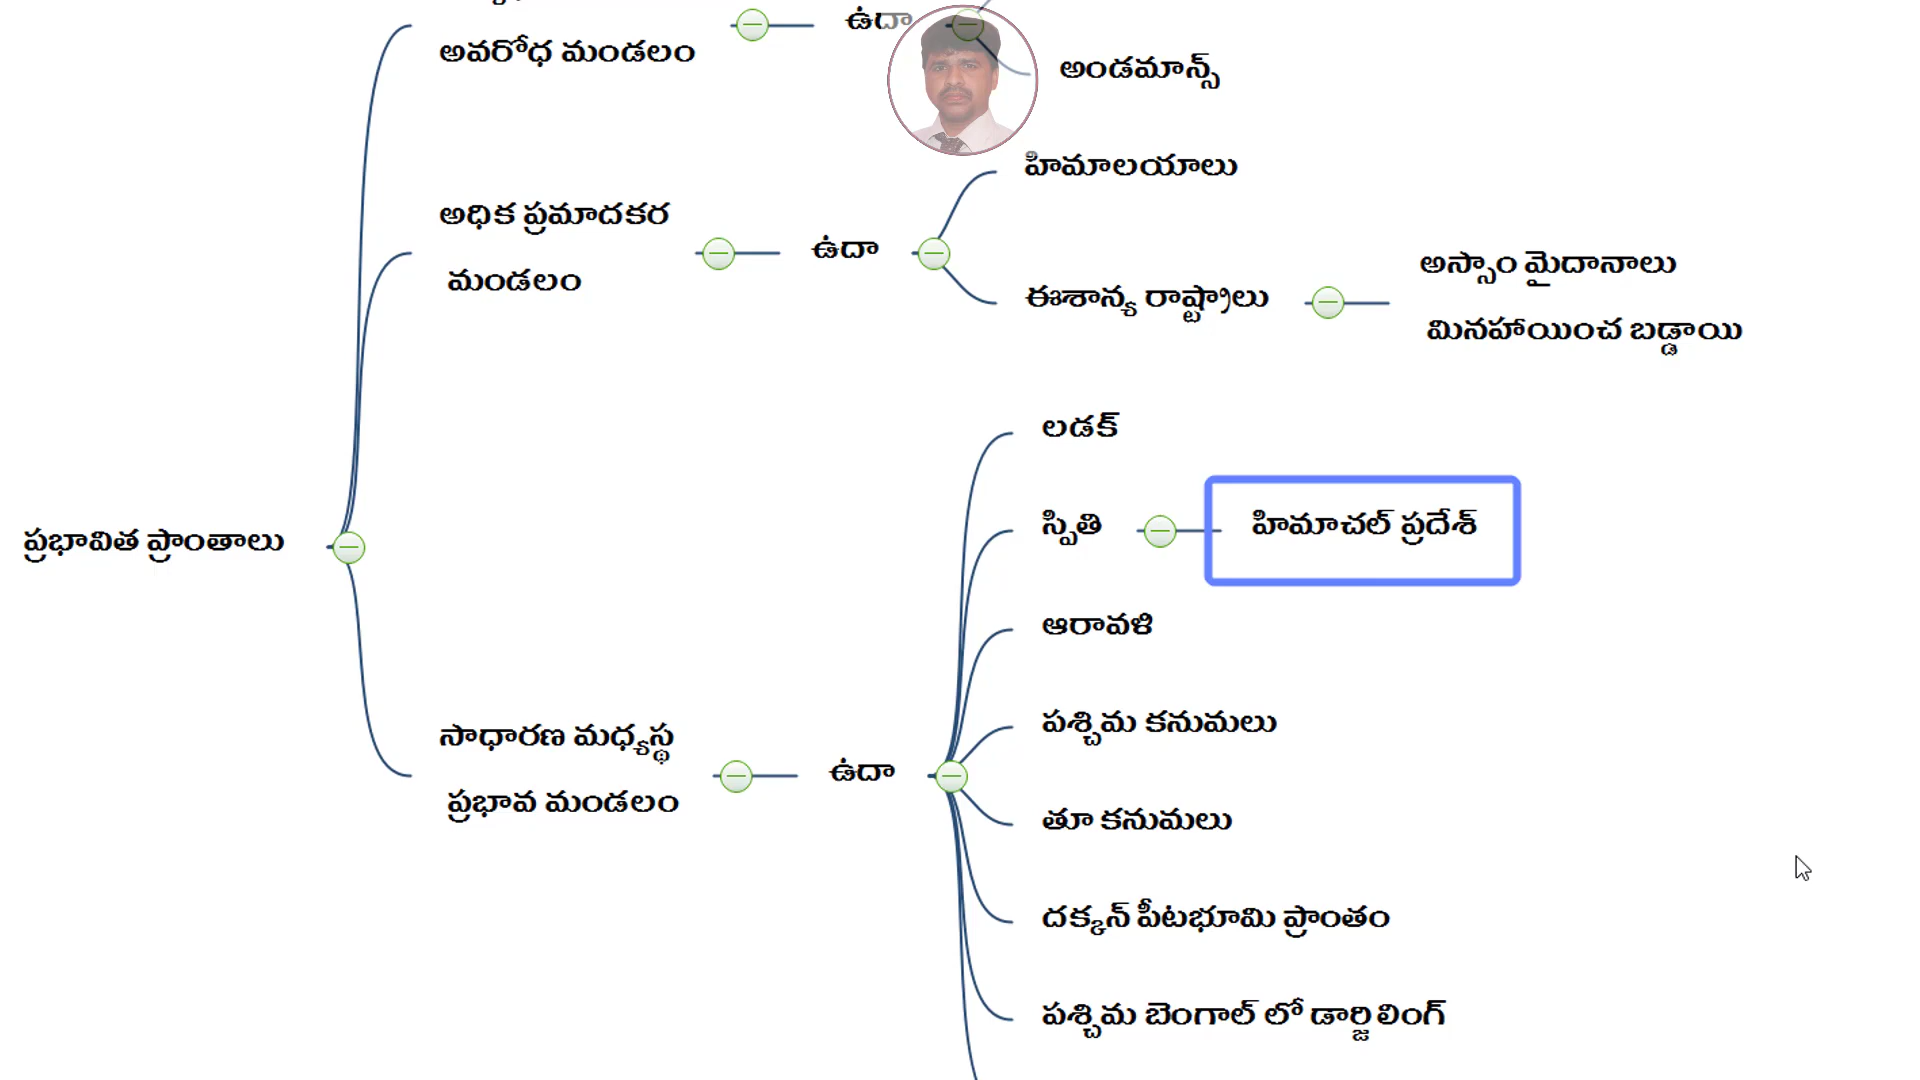 అవరోధ మండలం
ఉదా
అండమాన్స్
హిమాలయాలు
అధిక ప్రమాదకర
మండలం
ఉదా
ఈశాన్య రాష్ట్రాలు
అస్సాం మైదానాలు
మినహాయించ బడ్డాయి
లడక్
స్పితి
హిమాచల్ ప్రదేశ్
ప్రభావిత ప్రాంతాలు
ఆరావళి
పశ్చిమ కనుమలు
సాధారణ మధ్యస్థ
ప్రభావ మండలం
ఉదా
తూ కనుమలు
దక్కన్ పీటభూమి ప్రాంతం
పశ్చిమ బెంగాల్ లో డార్జిలింగ్